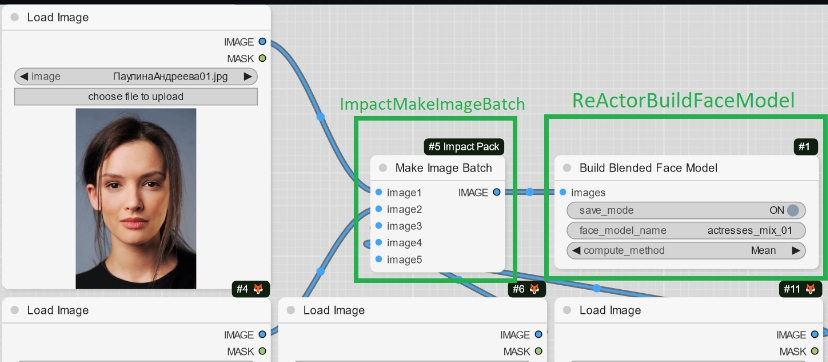 Load Image
IMAGE
MASK
image ПаулинаАндреева01.jpg
choose file to upload
ImpactMakeImageBatch
ReActorBuildFaceModel
#5 Impact Pack
#1
Make Image Batch
Build Blended Face Model
image1 IMAGE
images
image2
save_mode ON
image3
face_model_name actresses_mix_01
image4
compute_method Mean
image5
#4
#6
#11
Load Image
Load Image
Load Image
IMAGE
IMAGE
IMAGE
MASK
MASK
MASK